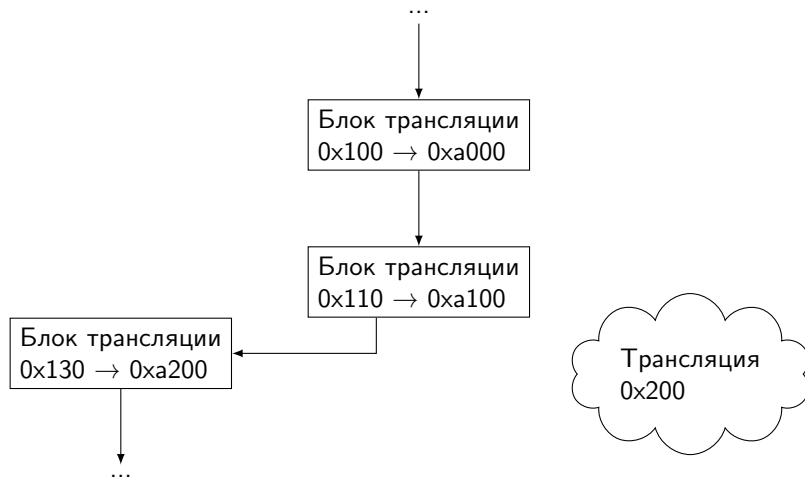 ...
Блок трансляции
0x100 → 0xa000
Блок трансляции
0x110 → 0xa100
Блок трансляции
0x130 → 0xa200
Трансляция
0x200
...